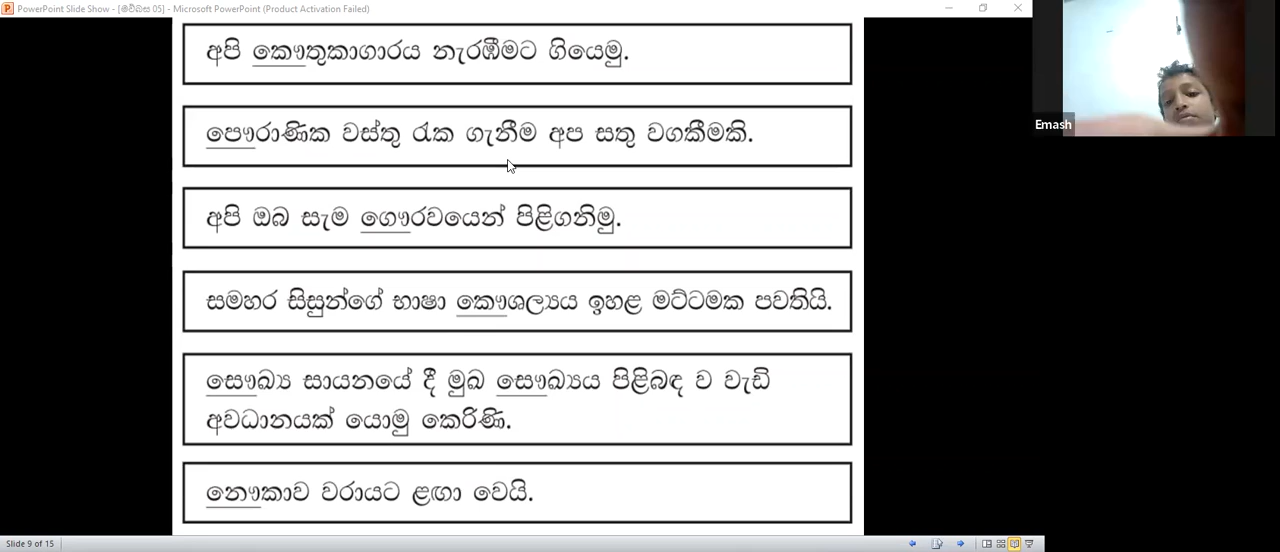 PowerPoint Slide Show - [මව්බස 05] - Microsoft PowerPoint (Product Activation Failed)
අපි කෞතුකාගාරය නැරඹීමට ගියෙමු.
Emash
පෞරාණික වස්තු රැක ගැනීම අප සතු වගකීමකි.
අපි ඔබ සැම ගෞරවයෙන් පිළිගනිමු.
සමහර සිසුන්ගේ භාෂා කෞශල්‍යය ඉහළ මට්ටමක පවතියි.
සෞඛ්‍ය සායනයේ දී මුඛ සෞඛ්‍යය පිළිබඳ ව වැඩි
අවධානයක් යොමු කෙරිණි.
නෞකාව වරායට ළඟා වෙයි.
Slide 9 of 15